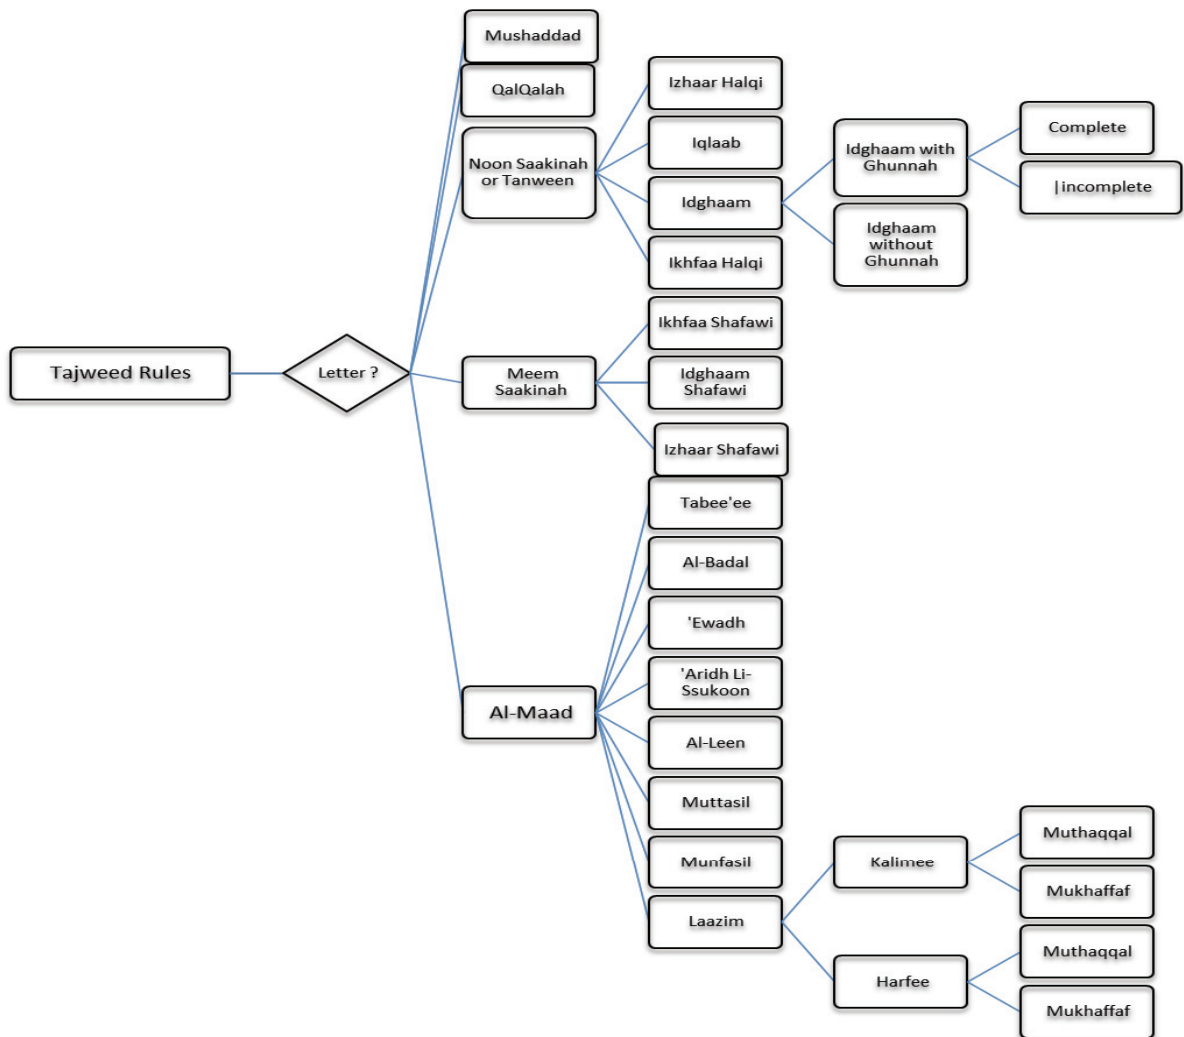 Tajweed Rules
Letter ?
Mushaddad
QalQalah
Noon Saakinah
or Tanween
Izhaar Halqi
Iqlaab
Idghaam
Idghaam with
Ghunnah
Complete
|incomplete
Idghaam
without
Ghunnah
Ikhfaa Halqi
Meem
Saakinah
Ikhfaa Shafawi
Idghaam
Shafawi
Izhaar Shafawi
Al-Maad
Tabee'ee
Al-Badal
'Ewadh
'Aridh Li-
Ssukoon
Al-Leen
Muttasil
Munfasil
Laazim
Kalimee
Muthaqqal
Mukhaffaf
Harfee
Muthaqqal
Mukhaffaf